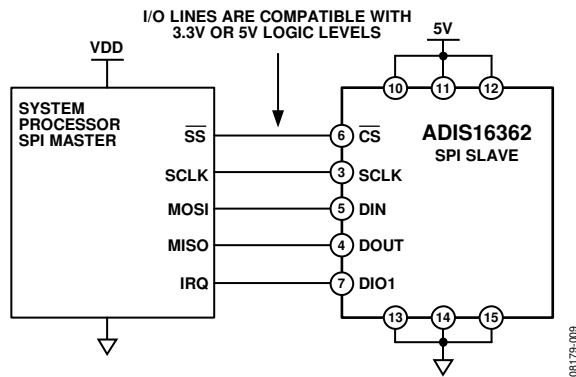 I/O LINES ARE COMPATIBLE WITH
3.3V OR 5V LOGIC LEVELS
VDD
5V
10 11 12
SYSTEM
PROCESSOR
SPI MASTER
ADIS16362
SPI SLAVE
SS 6 CS
SCLK 3 SCLK
MOSI 5 DIN
MISO 4 DOUT
IRQ 7 DIO1
13 14 15
08179-009